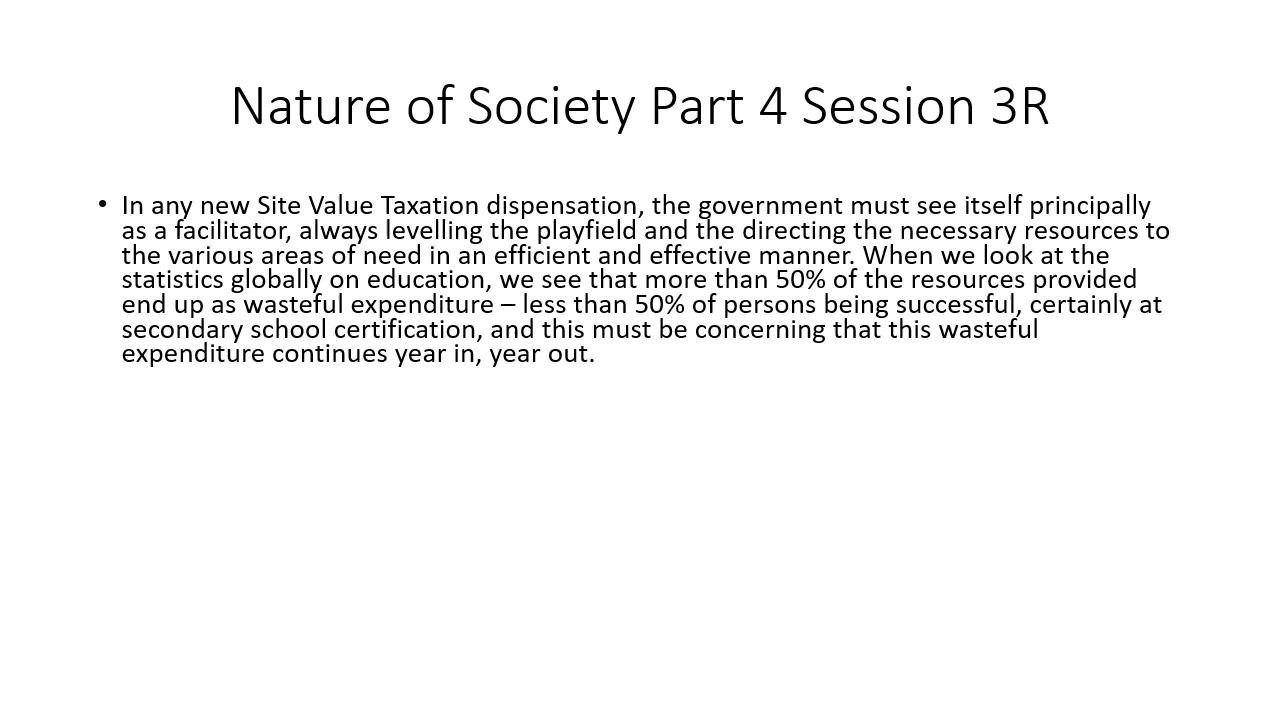 Nature of Society Part 4 Session 3R
• In any new Site Value Taxation dispensation, the government must see itself principally
as a facilitator, always levelling the playfield and the directing the necessary resources to
the various areas of need in an efficient and effective manner. When we look at the
statistics globally on education, we see that more than 50% of the resources provided
end up as wasteful expenditure – less than 50% of persons being successful, certainly at
secondary school certification, and this must be concerning that this wasteful
expenditure continues year in, year out.